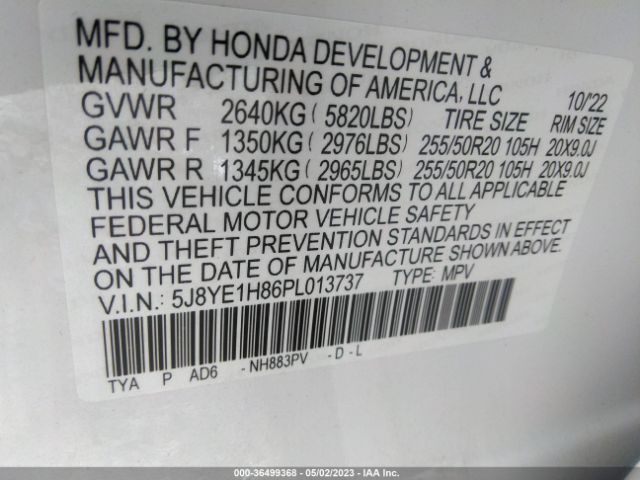 MFD. BY HONDA DEVELOPMENT &
MANUFACTURING OF AMERICA, LLC 10/22
GVWR 2640KG ( 5820LBS) TIRE SIZE RIM SIZE
GAWR F 1350KG ( 2976LBS) 255/50R20 105H 20X9.0J
GAWR R 1345KG ( 2965LBS) 255/50R20 105H 20X9.0J
THIS VEHICLE CONFORMS TO ALL APPLICABLE
FEDERAL MOTOR VEHICLE SAFETY
AND THEFT PREVENTION STANDARDS IN EFFECT
ON THE DATE OF MANUFACTURE SHOWN ABOVE.
V.I.N.: 5J8YE1H86PL013737 TYPE: MPV
TYA P AD6 -NH883PV -D-L
000-36499368 - 05/02/2023 - IAA Inc.